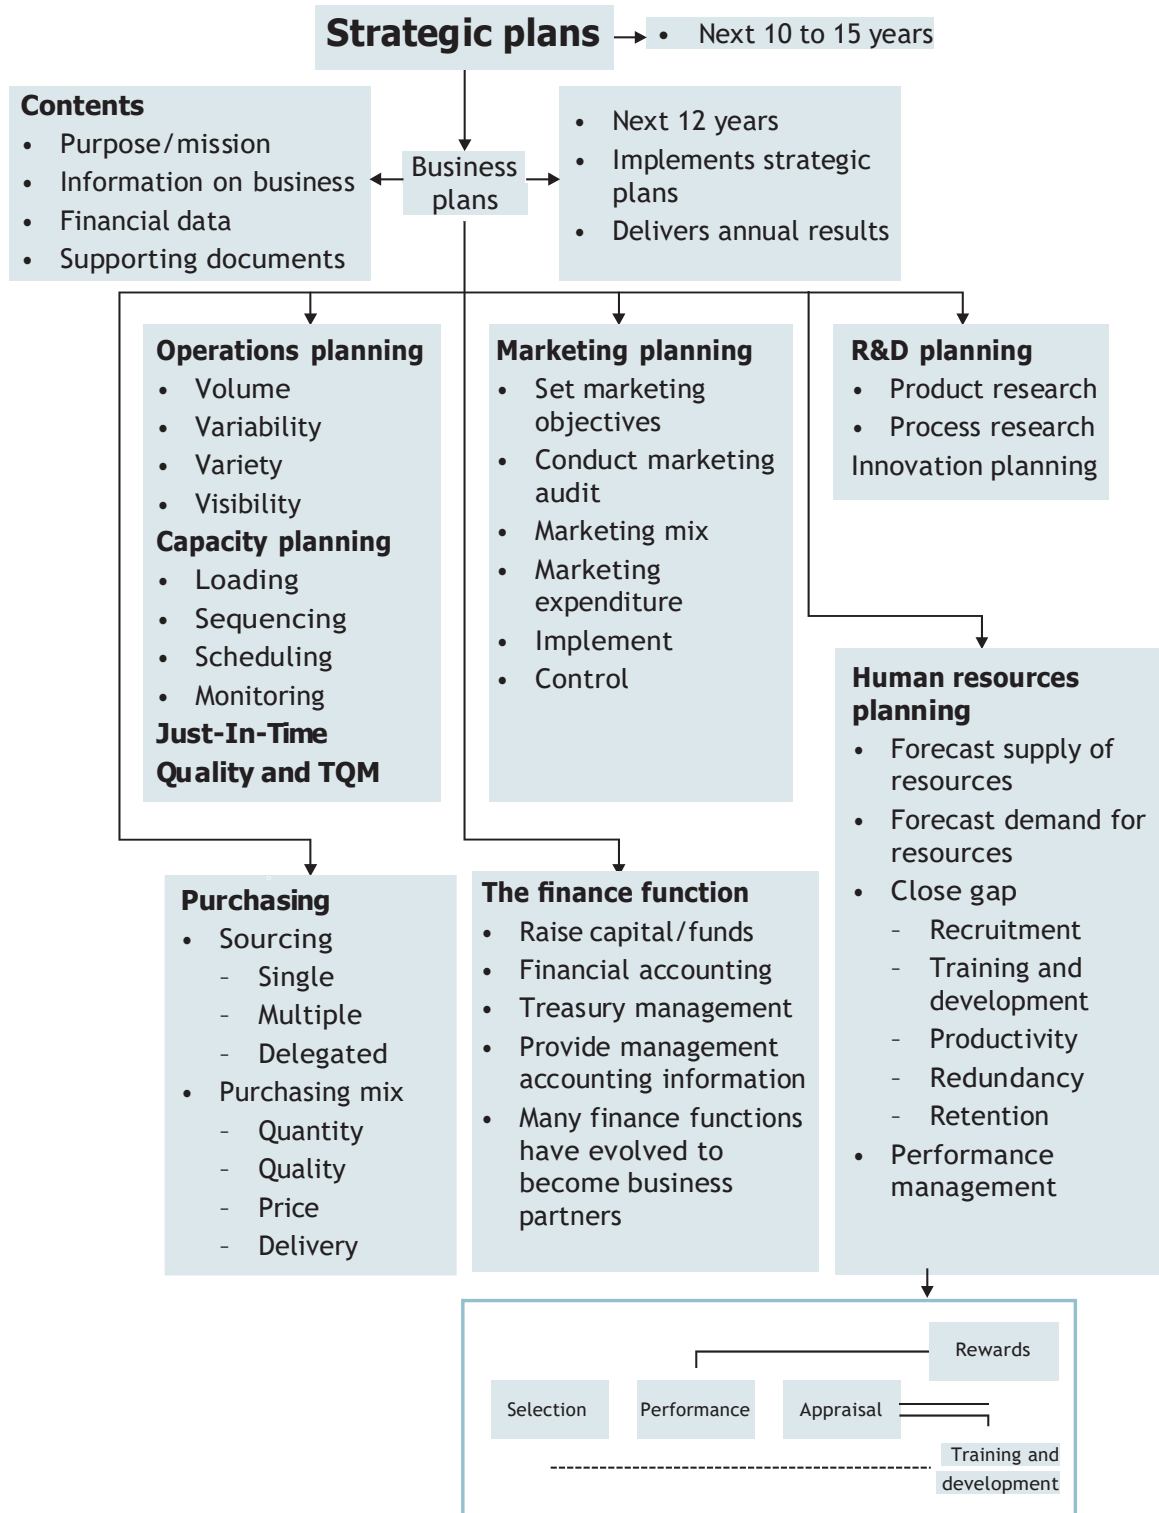 Strategic plans
• Next 10 to 15 years
Contents
• Purpose/mission
• Information on business
• Financial data
• Supporting documents
Business
plans
• Next 12 years
• Implements strategic
plans
• Delivers annual results
Operations planning
• Volume
• Variability
• Variety
• Visibility
Capacity planning
• Loading
• Sequencing
• Scheduling
• Monitoring
Just-In-Time
Quality and TQM
Marketing planning
• Set marketing
objectives
• Conduct marketing
audit
• Marketing mix
• Marketing
expenditure
• Implement
• Control
R&D planning
• Product research
• Process research
Innovation planning
Human resources
planning
• Forecast supply of
resources
• Forecast demand for
resources
• Close gap
– Recruitment
– Training and
development
– Productivity
– Redundancy
– Retention
• Performance
management
Purchasing
• Sourcing
– Single
– Multiple
– Delegated
• Purchasing mix
– Quantity
– Quality
– Price
– Delivery
The finance function
• Raise capital/funds
• Financial accounting
• Treasury management
• Provide management
accounting information
• Many finance functions
have evolved to
become business
partners
Rewards
Selection
Performance
Appraisal
Training and
development